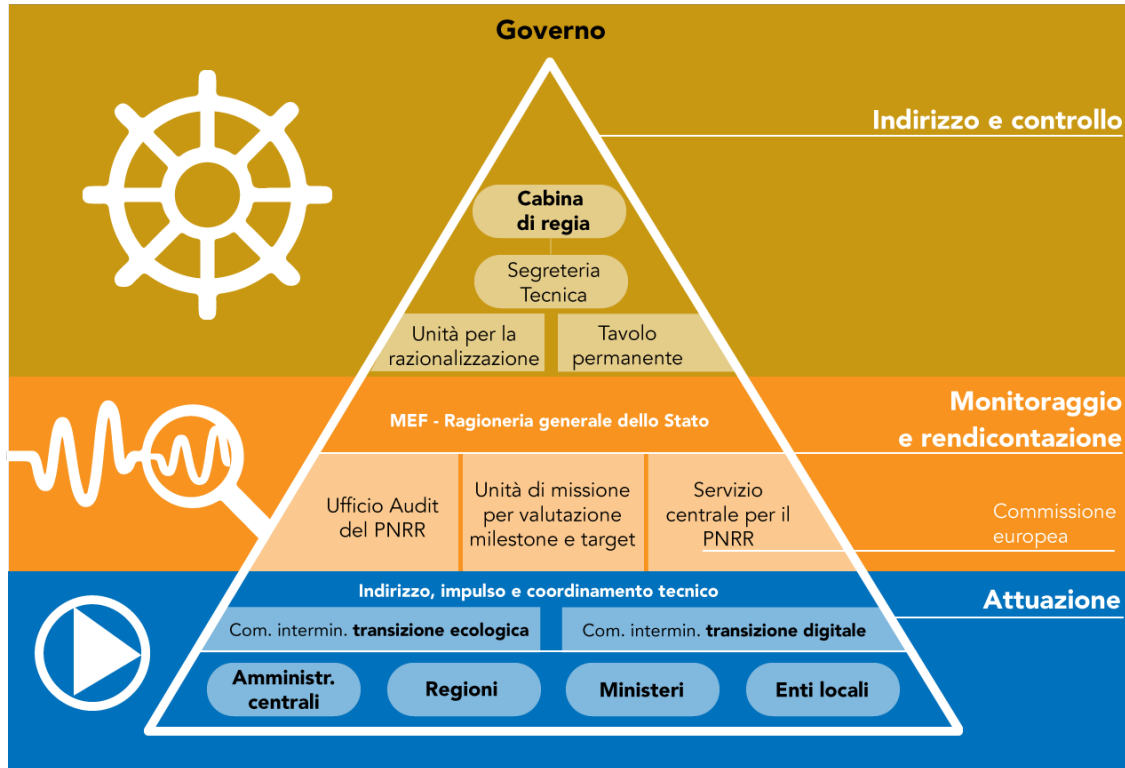 Governo
Indirizzo e controllo
Cabina
di regia
Segreteria
Tecnica
Unità per la
razionalizzazione
Tavolo
permanente
Monitoraggio
e rendicontazione
MEF - Ragioneria generale dello Stato
Ufficio Audit
del PNRR
Unità di missione
per valutazione
milestone e target
Servizio
centrale per il
PNRR
Commissione
europea
Attuazione
Indirizzo, impulso e coordinamento tecnico
Com. intermin. transizione ecologica
Com. intermin. transizione digitale
Amministr.
centrali
Regioni
Ministeri
Enti locali